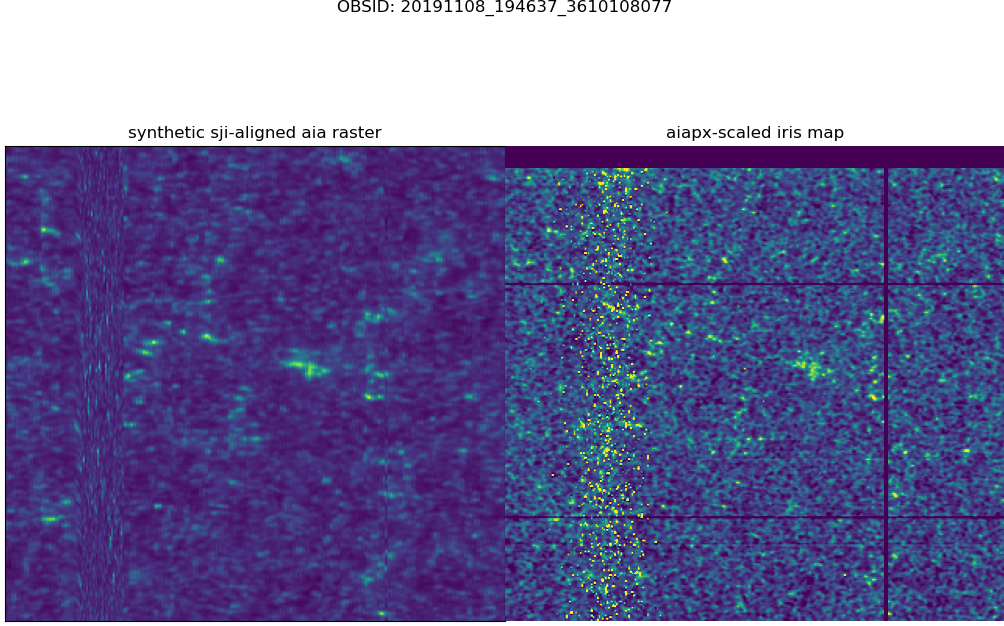 OBSID: 20191108_194637_3610108077
synthetic sji-aligned aia raster
aiapx-scaled iris map